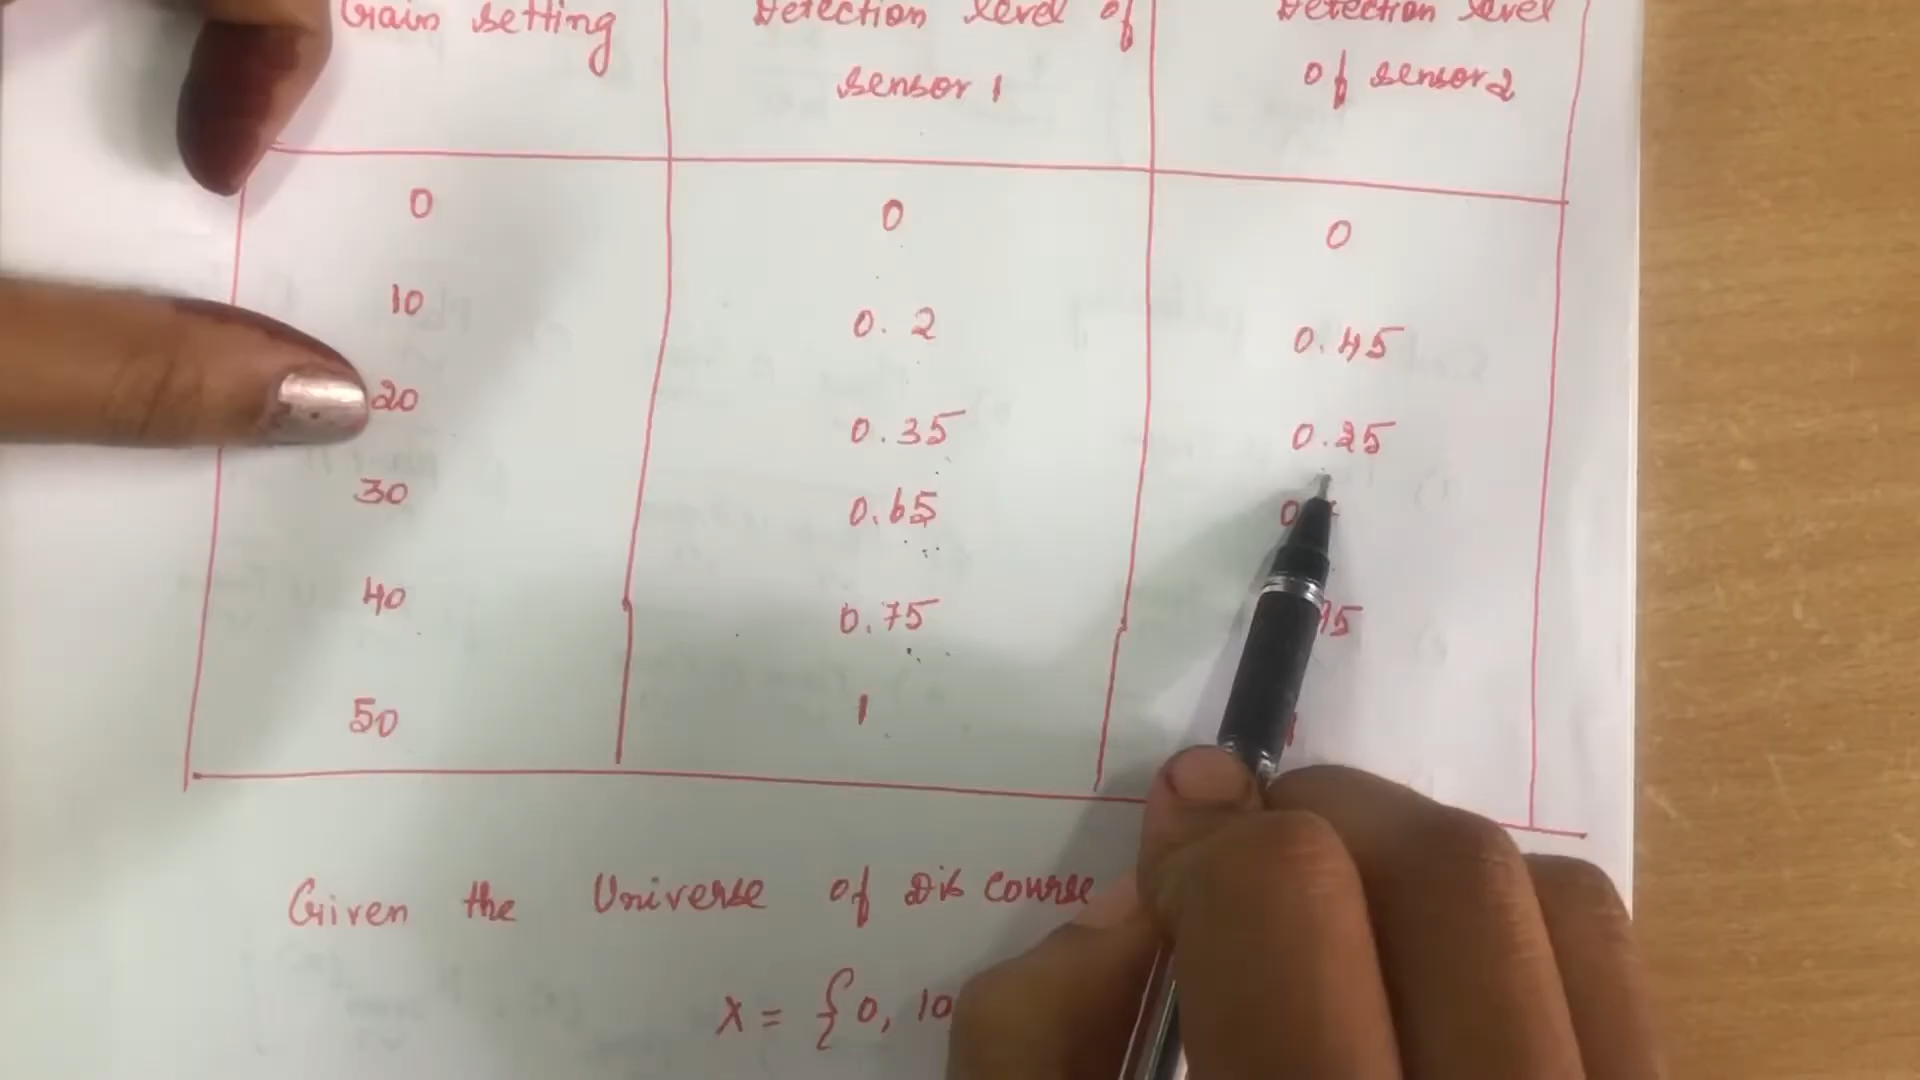 Gain setting Detection level of Detection level
sensor 1 of sensor 2
0 0 0
10 0.2 0.45
20 0.35 0.25
30 0.65
40 0.75
50 1 1
Given the Universe of Discourse
X = {0, 10